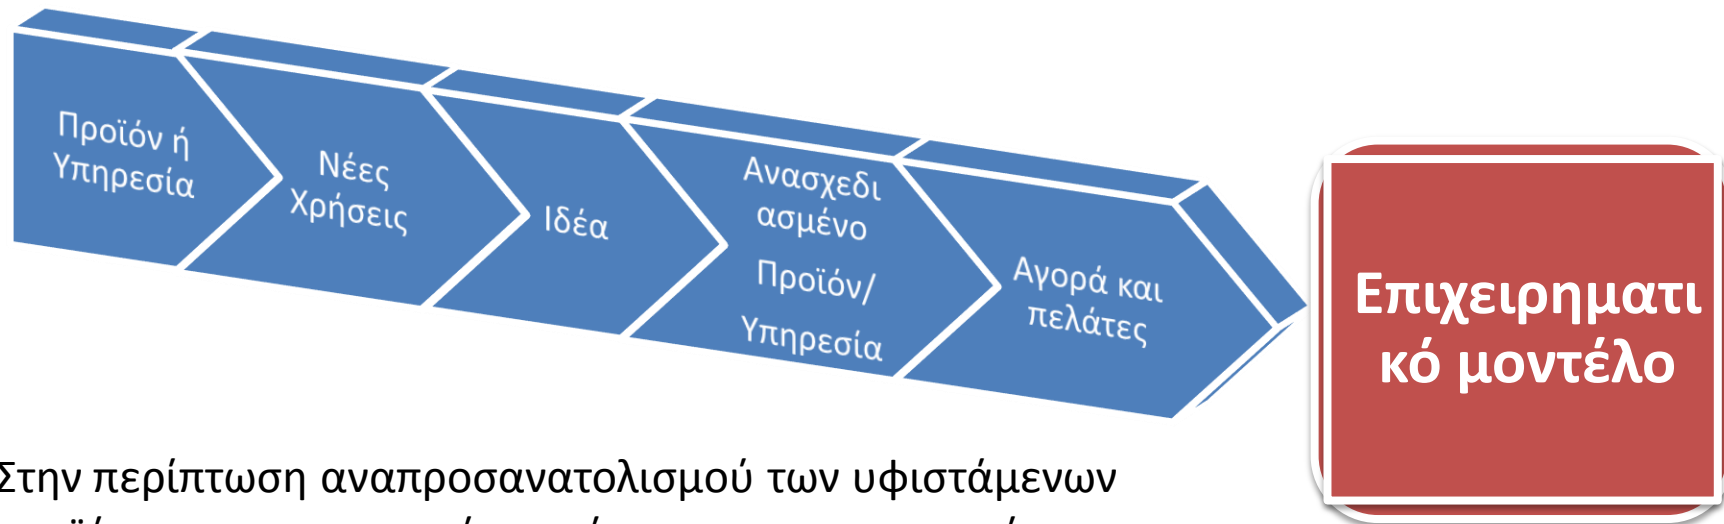 Προϊόν ή
Υπηρεσία
Νέες
Χρήσεις
Ιδέα
Ανασχεδι
ασμένο
Προϊόν/
Υπηρεσία
Αγορά και
πελάτες
Επιχειρηματι
κό μοντέλο
Στην περίπτωση αναπροσανατολισμού των υφιστάμενων